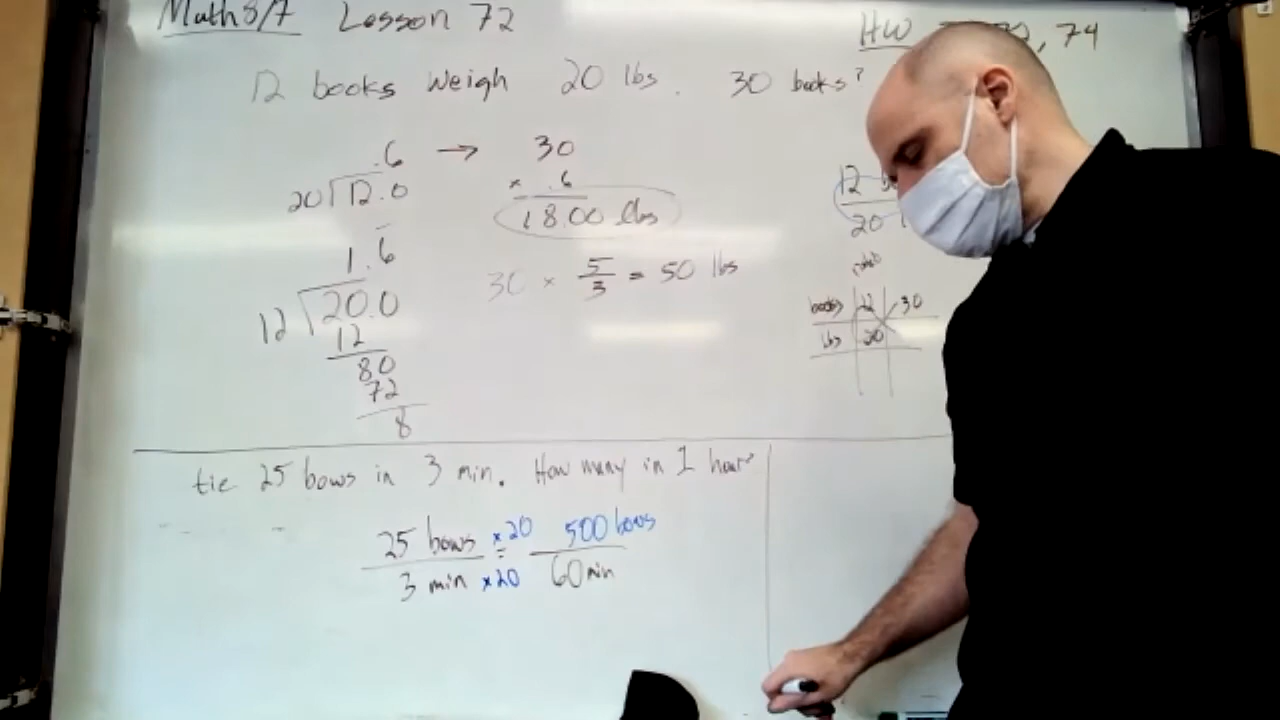 Math 8/7 Lesson 72
HW 72, 74
12 books weigh 20 lbs. 30 books?
.6 → 30
20 12.0
× .6
18.00 lbs
1.6
12 20.0
12
80
72
8
30 × 5/3 = 50 lbs
12
20
books 12 30
lbs 20
tie 25 bows in 3 min. How many in 1 hour?
25 bows ×20 = 500 bows
3 min ×20 60 min